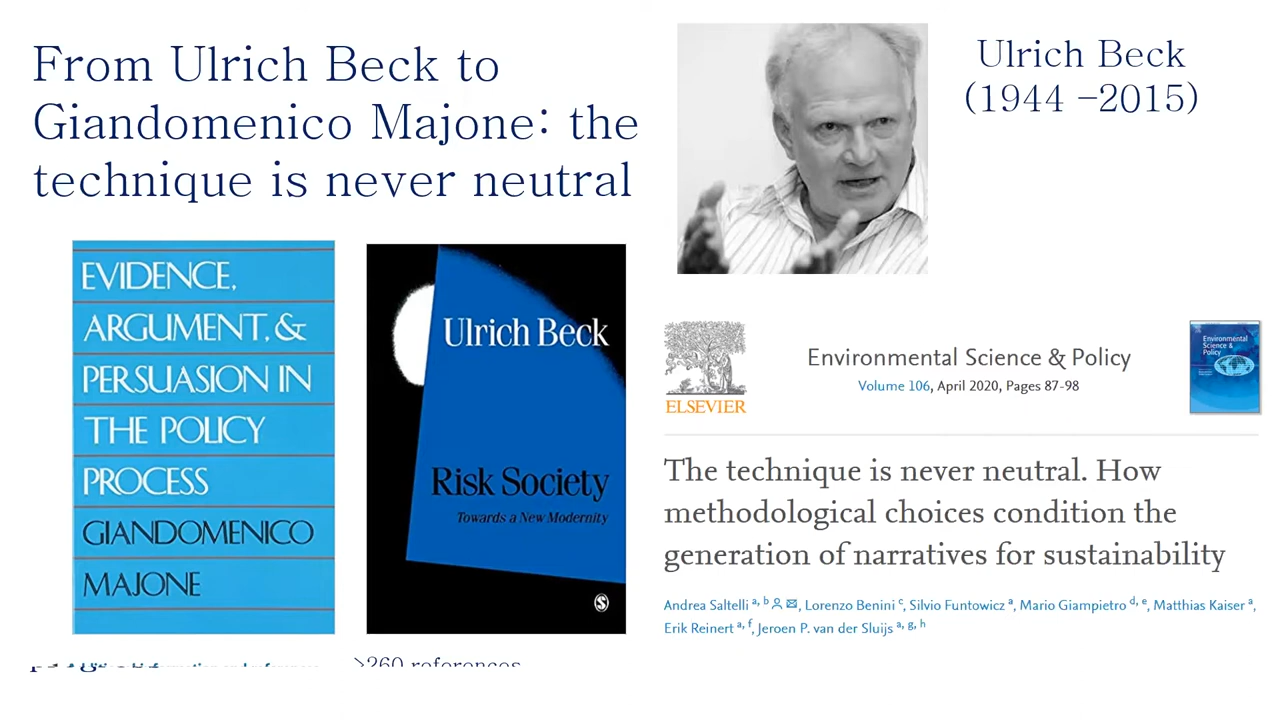 From Ulrich Beck to
Giandomenico Majone: the
technique is never neutral
EVIDENCE,
ARGUMENT, &
PERSUASION IN
THE POLICY
PROCESS
GIANDOMENICO
MAJONE
Ulrich Beck
Risk Society
Towards a New Modernity
Ulrich Beck
(1944 –2015)
ELSEVIER
Environmental Science & Policy
Volume 106, April 2020, Pages 87-98
Environmental
Science &
Policy
The technique is never neutral. How
methodological choices condition the
generation of narratives for sustainability
Andrea Saltelli a, b, Lorenzo Benini c, Silvio Funtowicz a, Mario Giampietro d, e, Matthias Kaiser a,
Erik Reinert a, f, Jeroen P. van der Sluijs a, g, h
>260 references